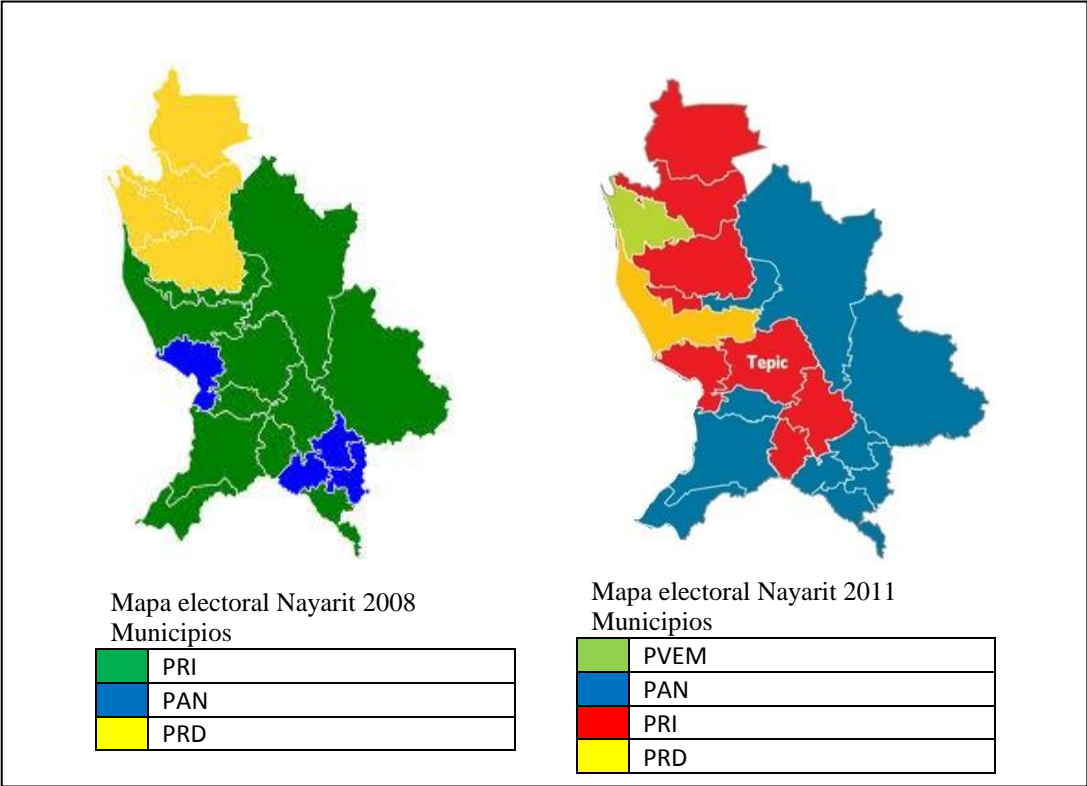 Tepic
Mapa electoral Nayarit 2008
Municipios
PRI
PAN
PRD
Mapa electoral Nayarit 2011
Municipios
PVEM
PAN
PRI
PRD